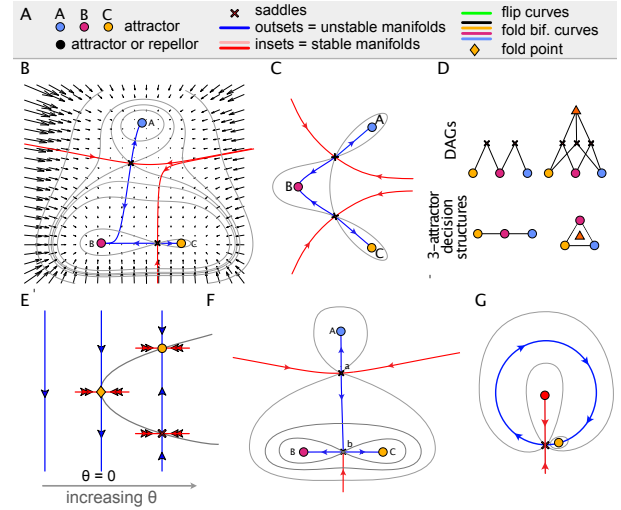 A
attractor
A B C
attractor or repellor
saddles
outsets = unstable manifolds
insets = stable manifolds
flip curves
fold bif. curves
fold point
B
A
B
C
C
A
B
C
D
DAGs
3-attractor
decision
structures
E
θ = 0
increasing θ
F
A
a
b
B
C
G